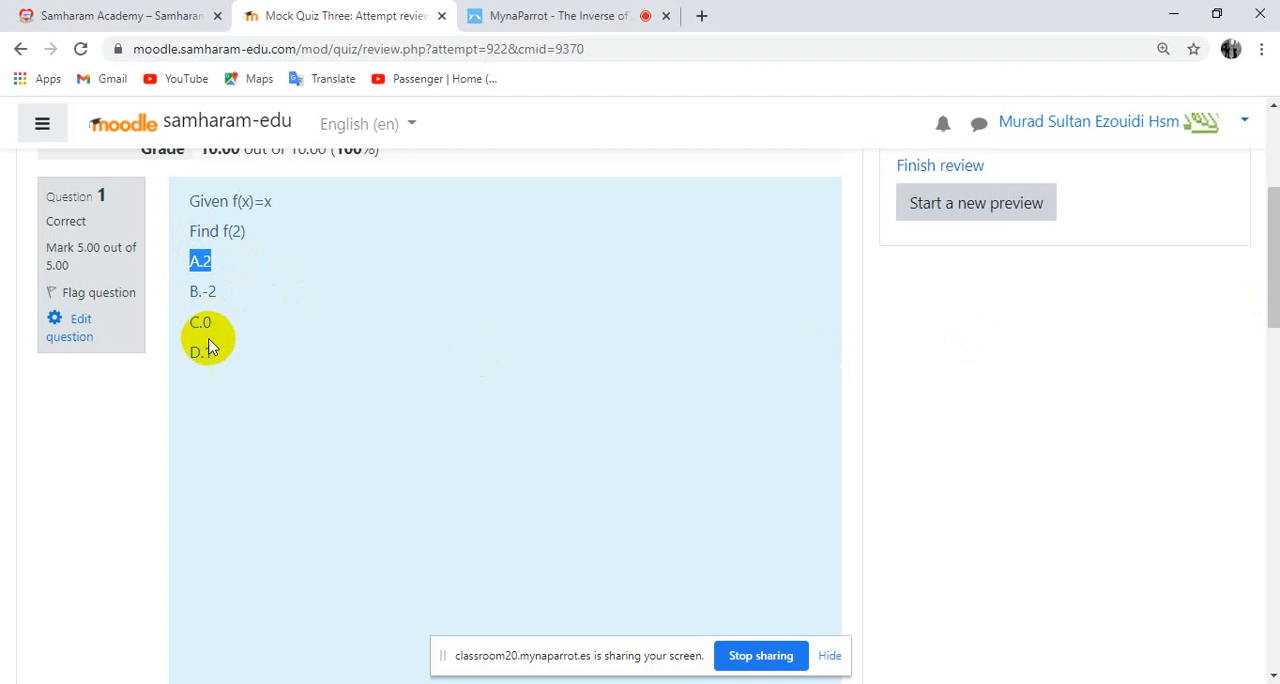 Samharam Academy – Samharan
Mock Quiz Three: Attempt review,
MynaParrot - The Inverse of
moodle.samharam-edu.com/mod/quiz/review.php?attempt=922&cmid=9370
Apps
Gmail
YouTube
Maps
Translate
Passenger | Home (...
moodle samharam-edu
English (en)
Murad Sultan Ezouidi Hsm
Grade 10.00 out of 10.00 (100%)
Finish review
Start a new preview
Question 1
Correct
Mark 5.00 out of
5.00
Flag question
Edit
question
Given f(x)=x
Find f(2)
A.2
B.-2
C.0
D.
classroom20.mynaparrot.es is sharing your screen.
Stop sharing
Hide